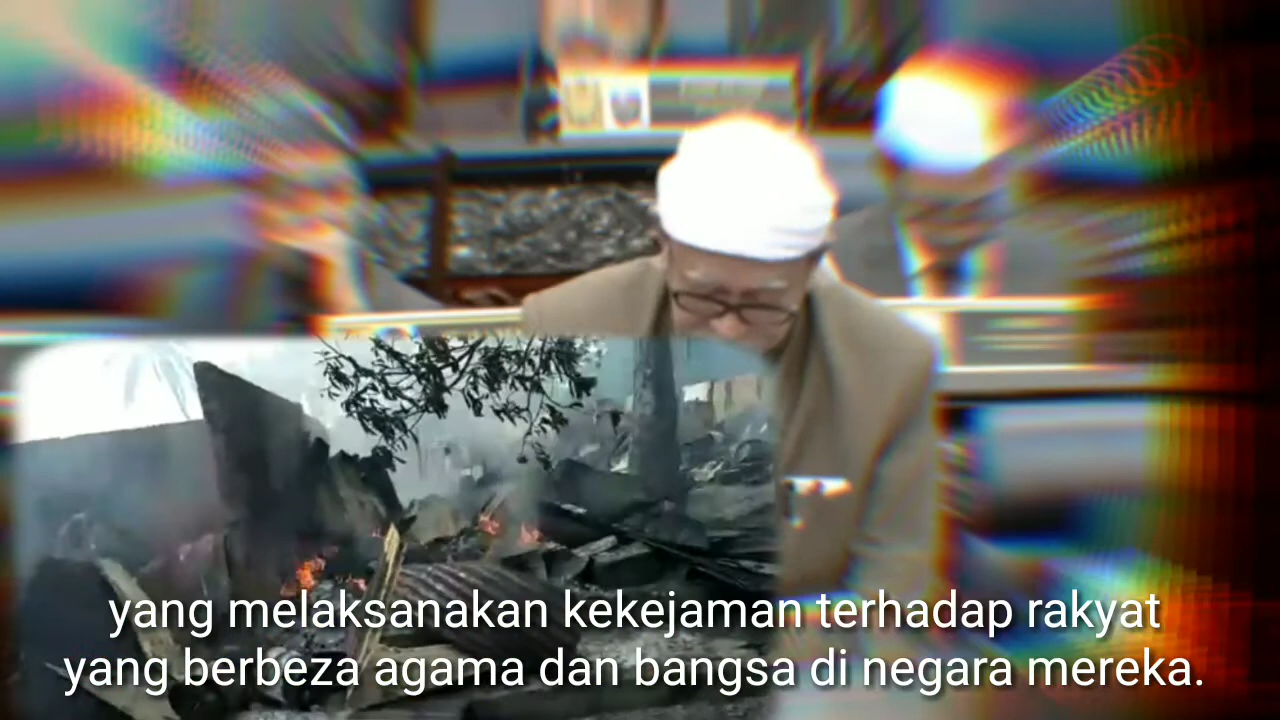 yang melaksanakan kekejaman terhadap rakyat
yang berbeza agama dan bangsa di negara mereka.